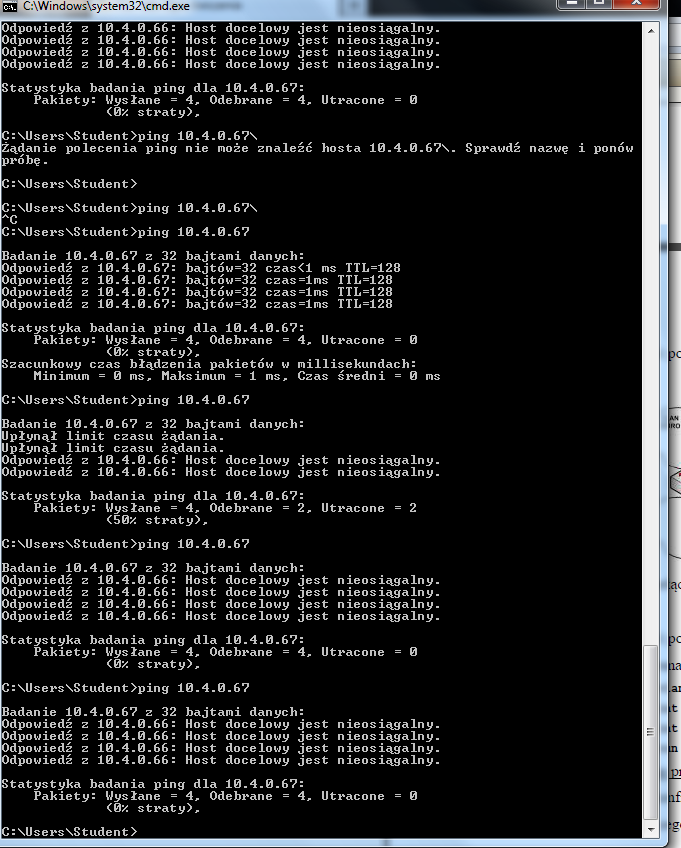 C:\Windows\system32\cmd.exe
Odpowiedź z 10.4.0.66: Host docelowy jest nieosiągalny.
Odpowiedź z 10.4.0.66: Host docelowy jest nieosiągalny.
Odpowiedź z 10.4.0.66: Host docelowy jest nieosiągalny.
Odpowiedź z 10.4.0.66: Host docelowy jest nieosiągalny.
Statystyka badania ping dla 10.4.0.67:
Pakiety: Wysłane = 4, Odebrane = 4, Utracone = 0
(0% straty),
C:\Users\Student>ping 10.4.0.67\
Żądanie polecenia ping nie może znaleźć hosta 10.4.0.67\. Sprawdź nazwę i ponów
próbę.
C:\Users\Student>
C:\Users\Student>ping 10.4.0.67\
^C
C:\Users\Student>ping 10.4.0.67
Badanie 10.4.0.67 z 32 bajtami danych:
Odpowiedź z 10.4.0.67: bajtów=32 czas<1 ms TTL=128
Odpowiedź z 10.4.0.67: bajtów=32 czas=1ms TTL=128
Odpowiedź z 10.4.0.67: bajtów=32 czas=1ms TTL=128
Odpowiedź z 10.4.0.67: bajtów=32 czas=1ms TTL=128
Statystyka badania ping dla 10.4.0.67:
Pakiety: Wysłane = 4, Odebrane = 4, Utracone = 0
(0% straty),
Szacunkowy czas błądzenia pakietów w millisekundach:
Minimum = 0 ms, Maksimum = 1 ms, Czas średni = 0 ms
C:\Users\Student>ping 10.4.0.67
Badanie 10.4.0.67 z 32 bajtami danych:
Upłynął limit czasu żądania.
Upłynął limit czasu żądania.
Odpowiedź z 10.4.0.66: Host docelowy jest nieosiągalny.
Odpowiedź z 10.4.0.66: Host docelowy jest nieosiągalny.
Statystyka badania ping dla 10.4.0.67:
Pakiety: Wysłane = 4, Odebrane = 2, Utracone = 2
(50% straty),
C:\Users\Student>ping 10.4.0.67
Badanie 10.4.0.67 z 32 bajtami danych:
Odpowiedź z 10.4.0.66: Host docelowy jest nieosiągalny.
Odpowiedź z 10.4.0.66: Host docelowy jest nieosiągalny.
Odpowiedź z 10.4.0.66: Host docelowy jest nieosiągalny.
Odpowiedź z 10.4.0.66: Host docelowy jest nieosiągalny.
Statystyka badania ping dla 10.4.0.67:
Pakiety: Wysłane = 4, Odebrane = 4, Utracone = 0
(0% straty),
C:\Users\Student>ping 10.4.0.67
Badanie 10.4.0.67 z 32 bajtami danych:
Odpowiedź z 10.4.0.66: Host docelowy jest nieosiągalny.
Odpowiedź z 10.4.0.66: Host docelowy jest nieosiągalny.
Odpowiedź z 10.4.0.66: Host docelowy jest nieosiągalny.
Odpowiedź z 10.4.0.66: Host docelowy jest nieosiągalny.
Statystyka badania ping dla 10.4.0.67:
Pakiety: Wysłane = 4, Odebrane = 4, Utracone = 0
(0% straty),
C:\Users\Student>